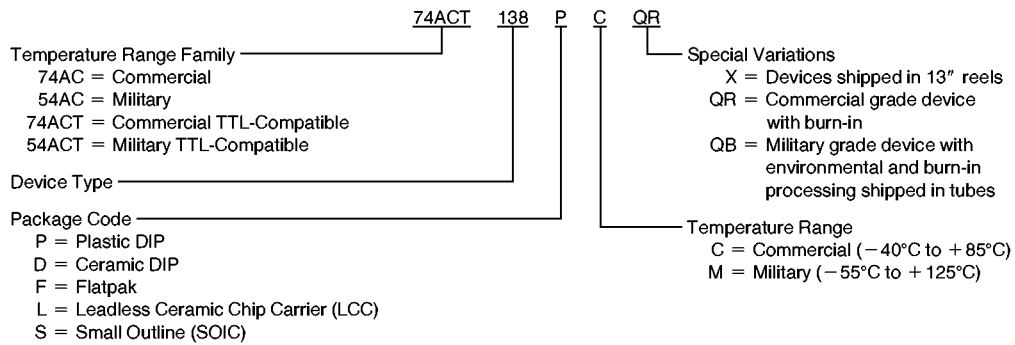 74ACT 138 P C QR
Temperature Range Family
74AC = Commercial
54AC = Military
74ACT = Commercial TTL-Compatible
54ACT = Military TTL-Compatible
Device Type
Package Code
P = Plastic DIP
D = Ceramic DIP
F = Flatpak
L = Leadless Ceramic Chip Carrier (LCC)
S = Small Outline (SOIC)
Special Variations
X = Devices shipped in 13″ reels
QR = Commercial grade device
with burn-in
QB = Military grade device with
environmental and burn-in
processing shipped in tubes
Temperature Range
C = Commercial (−40°C to +85°C)
M = Military (−55°C to +125°C)